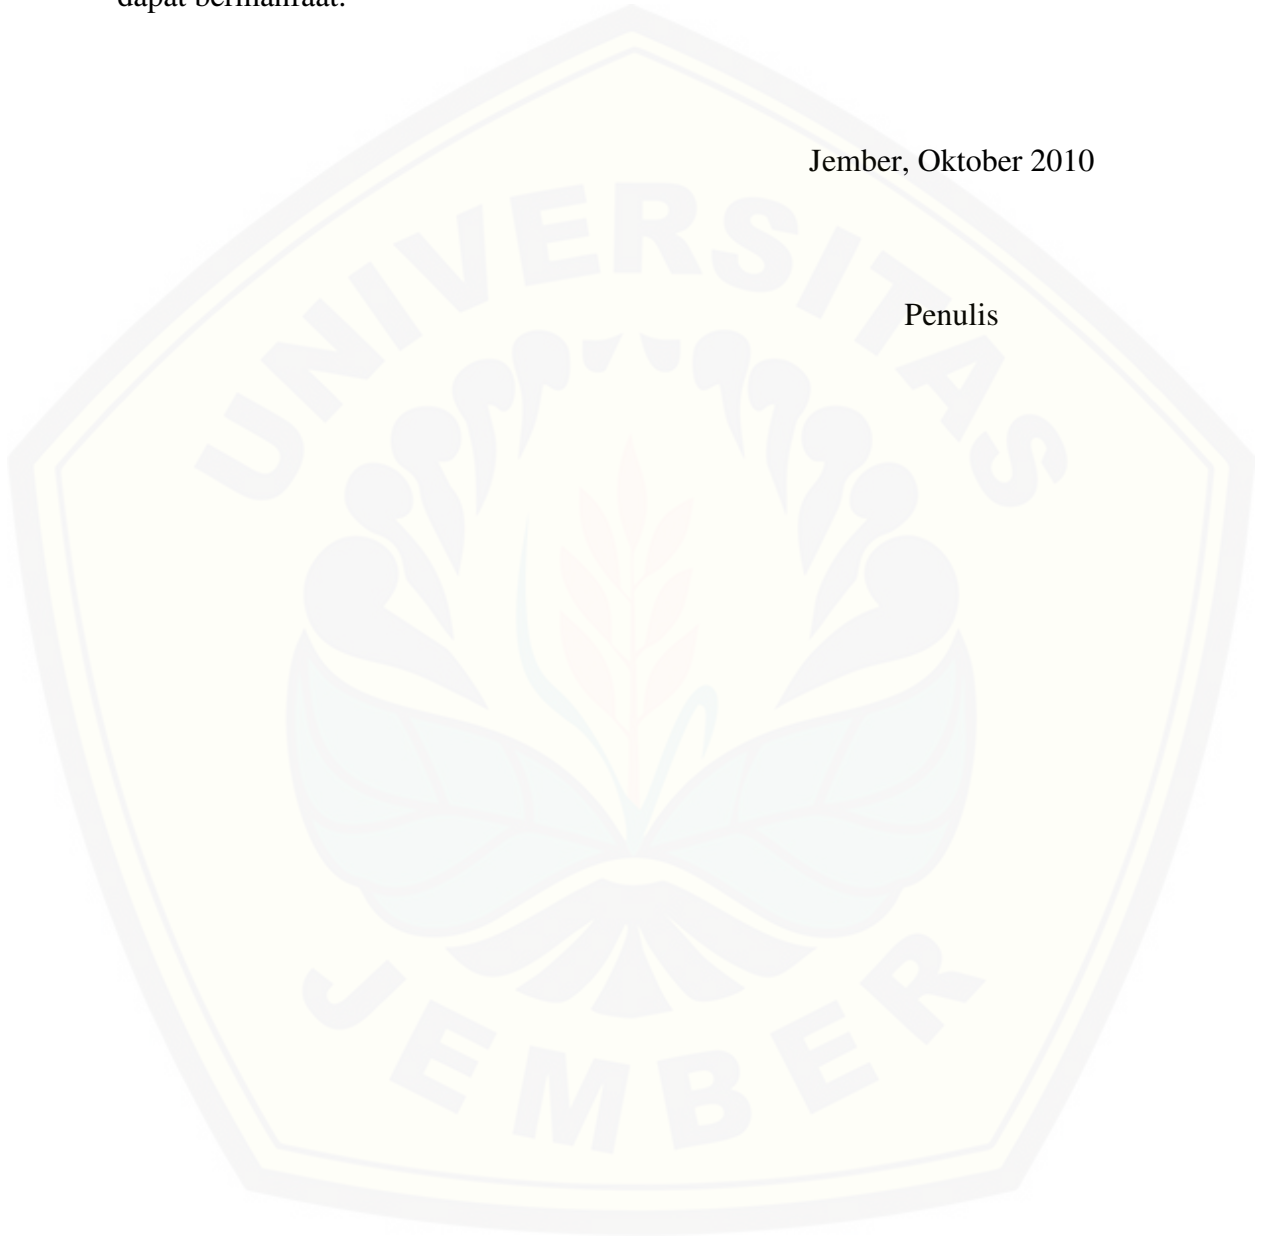 dapat bermanfaat.
Jember, Oktober 2010
Penulis
UNIVERSITAS
JEMBER